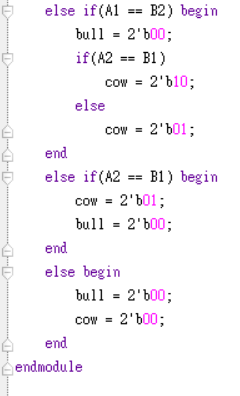 else if(A1 == B2) begin
bull = 2'b00;
if(A2 == B1)
cow = 2'b10;
else
cow = 2'b01;
end
else if(A2 == B1) begin
cow = 2'b01;
bull = 2'b00;
end
else begin
bull = 2'b00;
cow = 2'b00;
end
endmodule